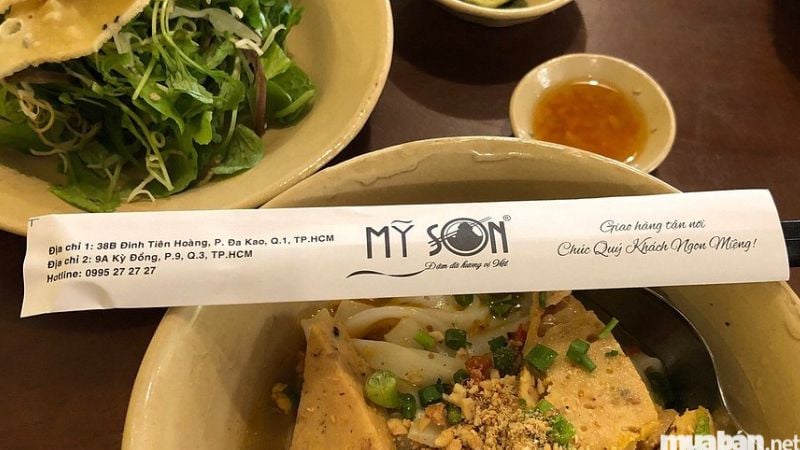 Địa chỉ 1: 38B Đinh Tiên Hoàng, P. Đa Kao, Q.1, TP.HCM
Địa chỉ 2: 9A Kỳ Đồng, P.9, Q.3, TP.HCM
Hotline: 0995 27 27 27
MỸ SƠN®
Đậm đà hương vị Việt
Giao hàng tận nơi
Chúc Quý Khách Ngon Miệng!
muaban.net